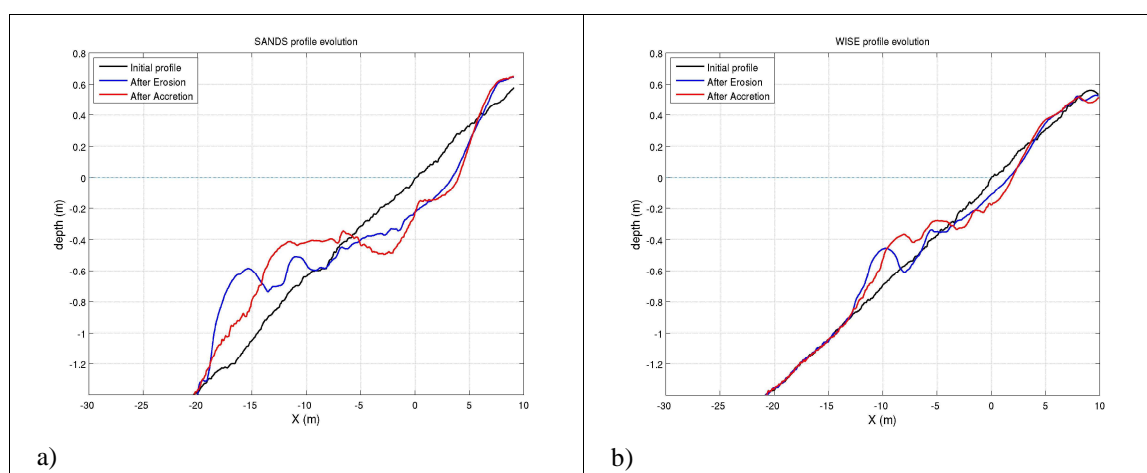 SANDS profile evolution
Initial profile
After Erosion
After Accretion
0.8
0.6
0.4
0.2
0
-0.2
-0.4
-0.6
-0.8
-1
-1.2
depth (m)
-30 -25 -20 -15 -10 -5 0 5 10
X (m)
a)
WISE profile evolution
Initial profile
After Erosion
After Accretion
0.8
0.6
0.4
0.2
0
-0.2
-0.4
-0.6
-0.8
-1
-1.2
depth (m)
-30 -25 -20 -15 -10 -5 0 5 10
X (m)
b)